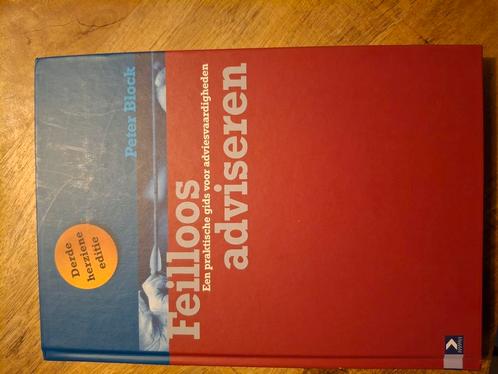 Peter Block
Derde
herziene
editie
Feilloos
adviseren
Een praktische gids voor adviesvaardigheden